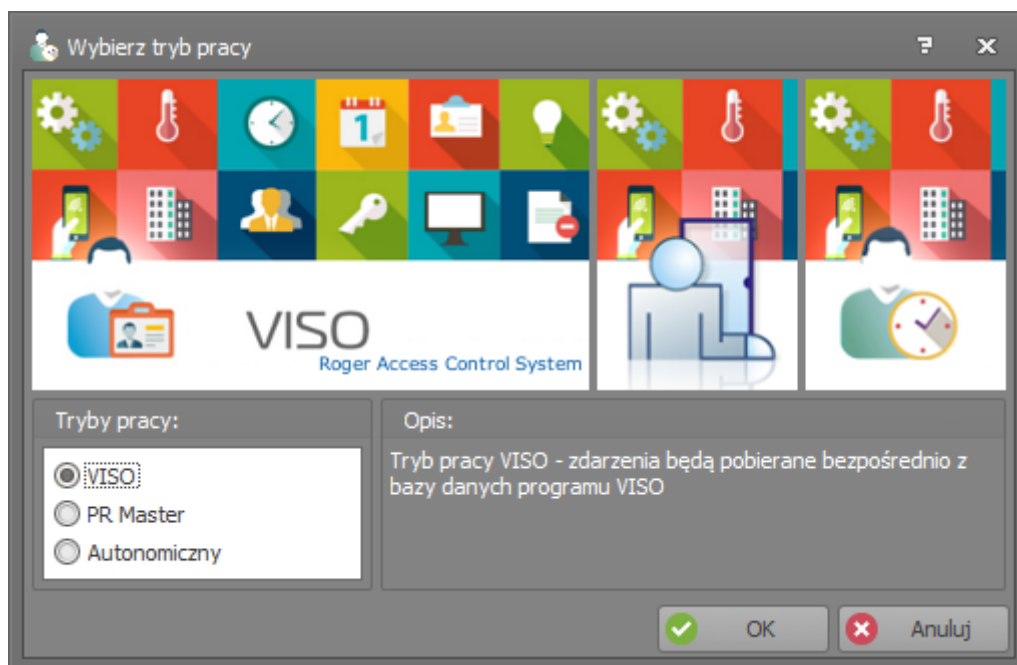 Wybierz tryb pracy
1
VISO
Roger Access Control System
Tryby pracy:
VISO
PR Master
Autonomiczny
Opis:
Tryb pracy VISO - zdarzenia będą pobierane bezpośrednio z
bazy danych programu VISO
OK
Anuluj